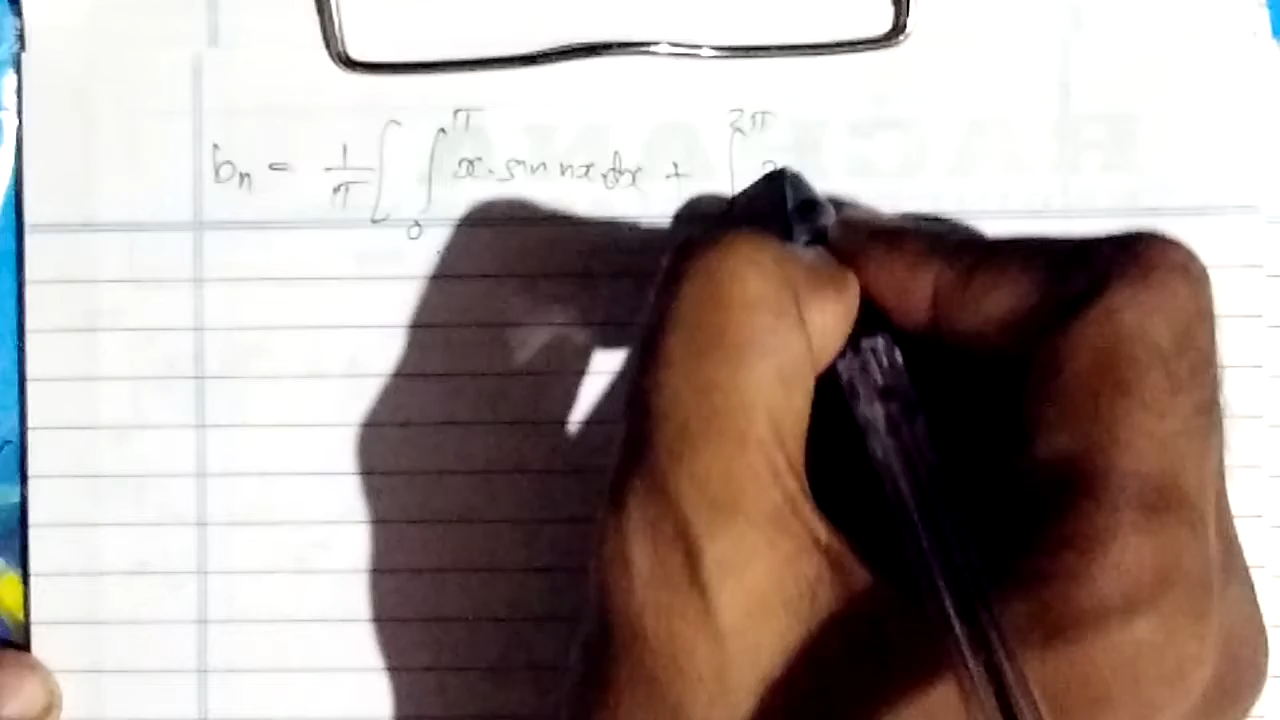 bn = 1/π [ ∫₀^π x · sin nx dx + ∫^2π